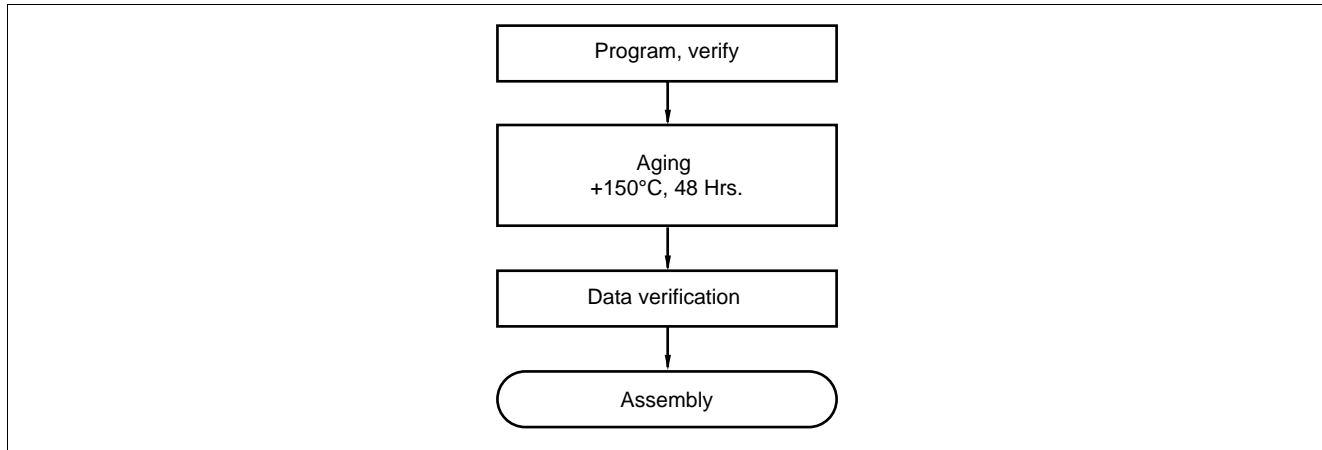 Program, verify
Aging
+150°C, 48 Hrs.
Data verification
Assembly